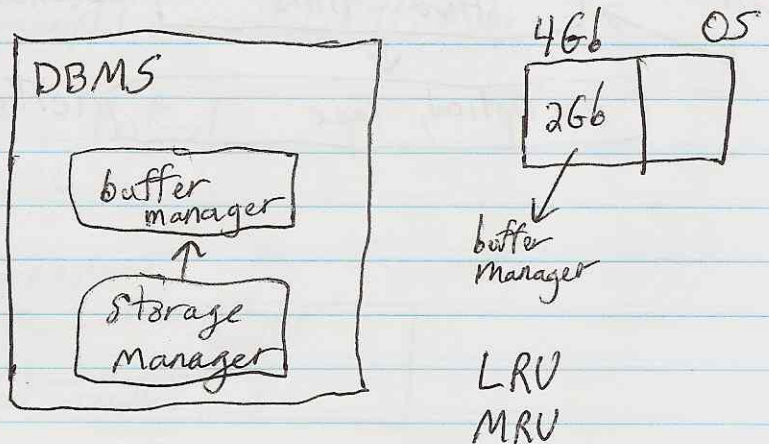 DBMS
buffer
manager
storage
manager
4Gb OS
2Gb
buffer
manager
LRU
MRU